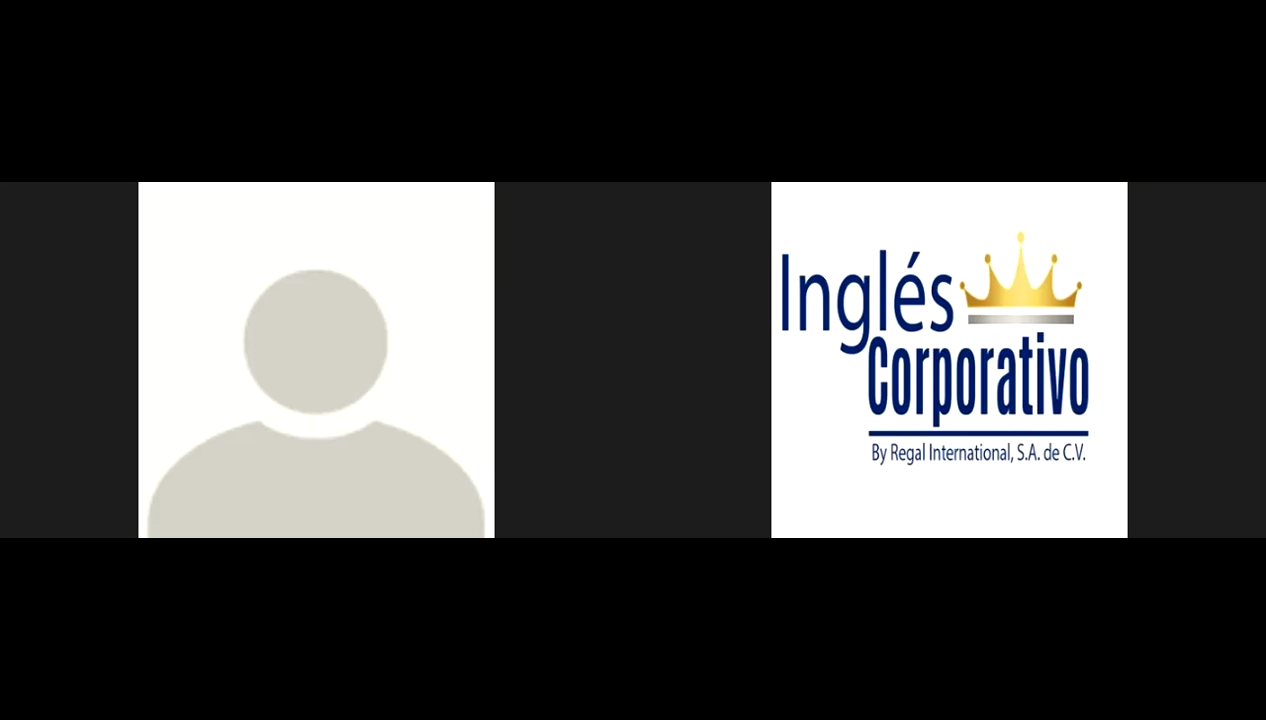 Inglés
Corporativo
By Regal International, S.A. de C.V.